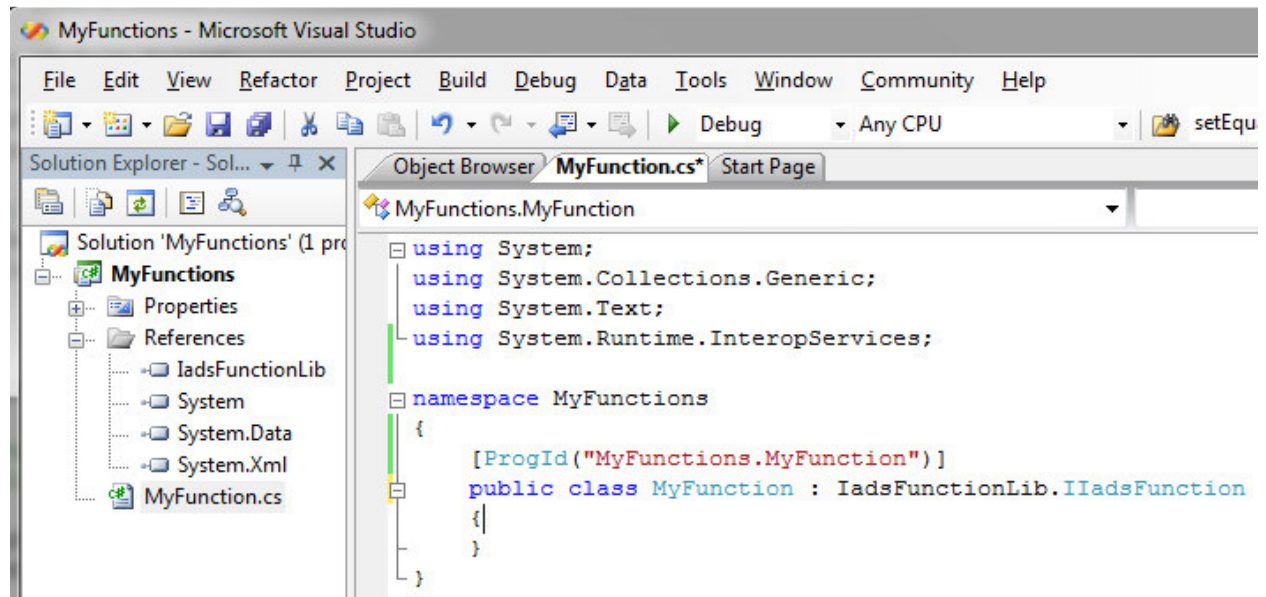 MyFunctions - Microsoft Visual Studio
File Edit View Refactor Project Build Debug Data Tools Window Community Help
Debug Any CPU setEqu
Solution Explorer - Sol...
Object Browser MyFunction.cs* Start Page
MyFunctions.MyFunction
Solution 'MyFunctions' (1 pro
MyFunctions
Properties
References
IadsFunctionLib
System
System.Data
System.Xml
MyFunction.cs
using System;
using System.Collections.Generic;
using System.Text;
using System.Runtime.InteropServices;
namespace MyFunctions
{
[ProgId("MyFunctions.MyFunction")]
public class MyFunction : IadsFunctionLib.IIadsFunction
{
}
}